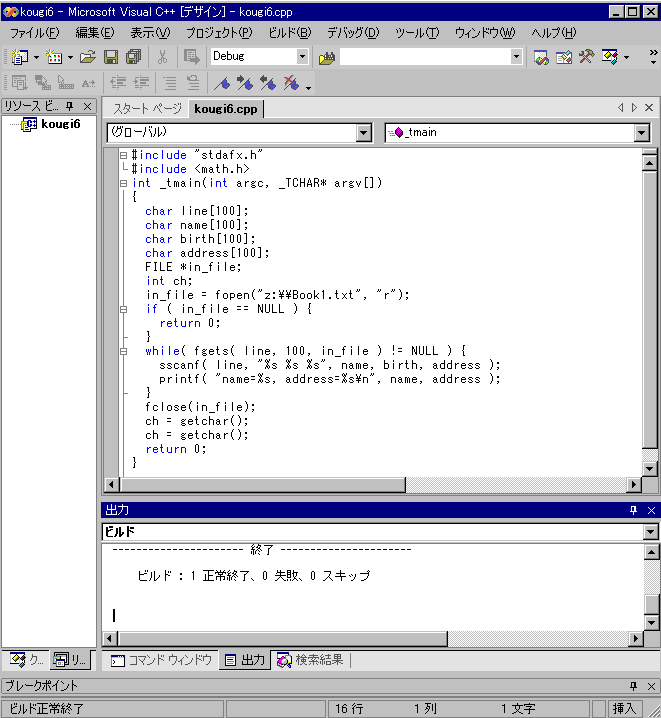 kougi6 - Microsoft Visual C++ [デザイン] - kougi6.cpp
ファイル(F) 編集(E) 表示(V) プロジェクト(P) ビルド(B) デバッグ(D) ツール(T) ウィンドウ(W) ヘルプ(H)
Debug
リソース ビ...
スタート ページ kougi6.cpp
kougi6
(グローバル) _tmain
#include "stdafx.h"
#include <math.h>
int _tmain(int argc, _TCHAR* argv[])
{
char line[100];
char name[100];
char birth[100];
char address[100];
FILE *in_file;
int ch;
in_file = fopen("z:¥¥Book1.txt", "r");
if ( in_file == NULL ) {
return 0;
}
while( fgets( line, 100, in_file ) != NULL ) {
sscanf( line, "%s %s %s", name, birth, address );
printf( "name=%s, address=%s¥n", name, address );
}
fclose(in_file);
ch = getchar();
ch = getchar();
return 0;
}
出力
ビルド
---------------------- 終了 ----------------------
ビルド : 1 正常終了、0 失敗、0 スキップ
ク... リ...
コマンド ウィンドウ 出力 検索結果
ブレークポイント
ビルド正常終了 16 行 1 列 1 文字 挿入